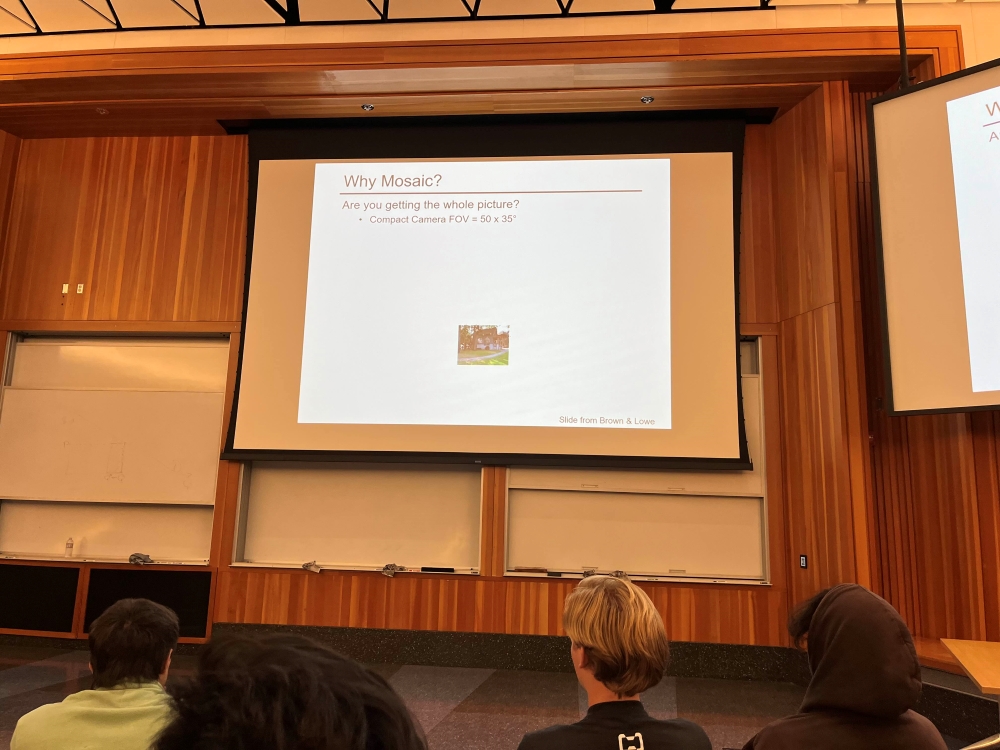 Why Mosaic?
Are you getting the whole picture?
• Compact Camera FOV = 50 x 35°
Slide from Brown & Lowe
W
A